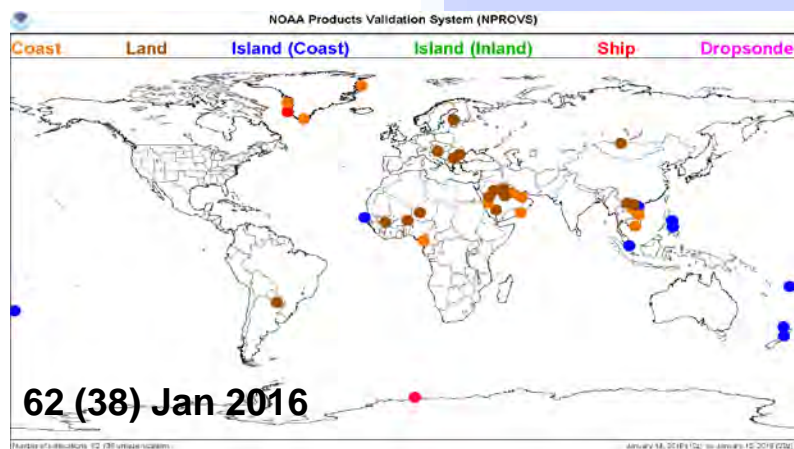 NOAA Products Validation System (NPROVS)
Coast Land Island (Coast) Island (Inland) Ship Dropsonde
62 (38) Jan 2016